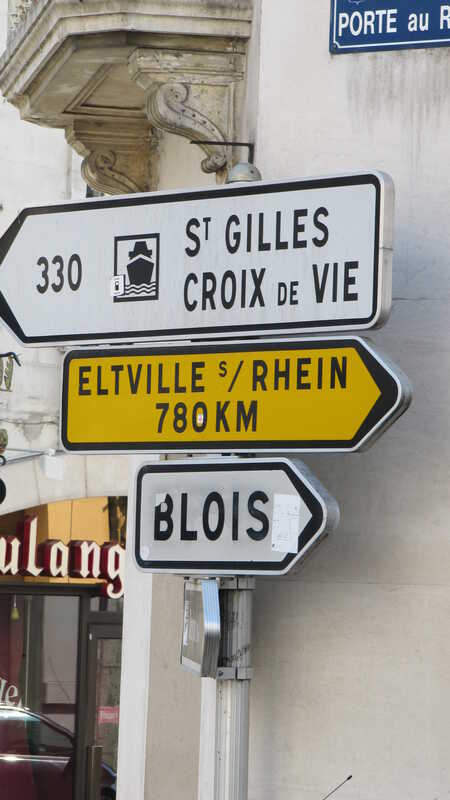 PORTE au R
330 ST GILLES
CROIX DE VIE
ELTVILLE S/ RHEIN
780KM
BLOIS
ulang